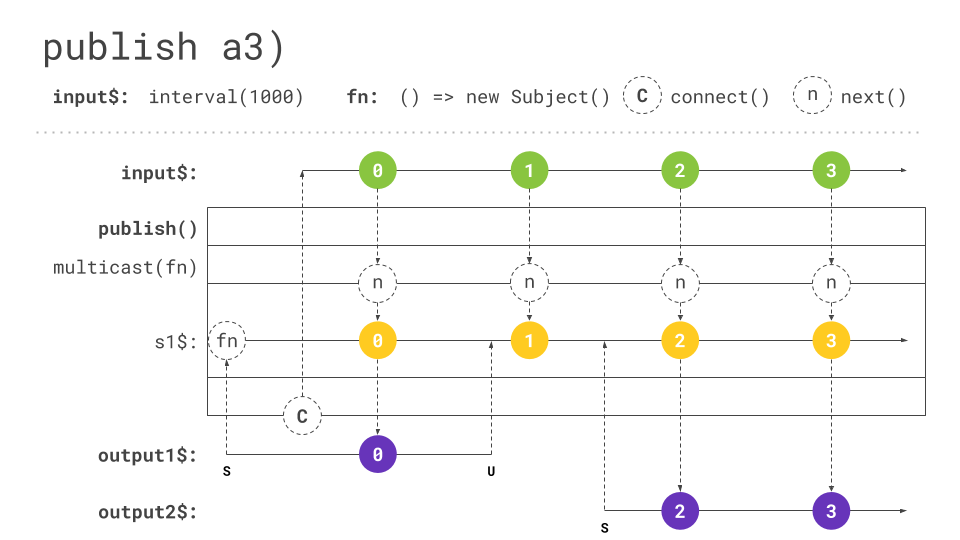 publish a3)
input$: interval(1000) fn: () => new Subject() C connect() n next()
input$: 0 1 2 3
publish()
multicast(fn) n n n n
s1$: fn 0 1 2 3
C
output1$: 0
S U
output2$: 2 3
S